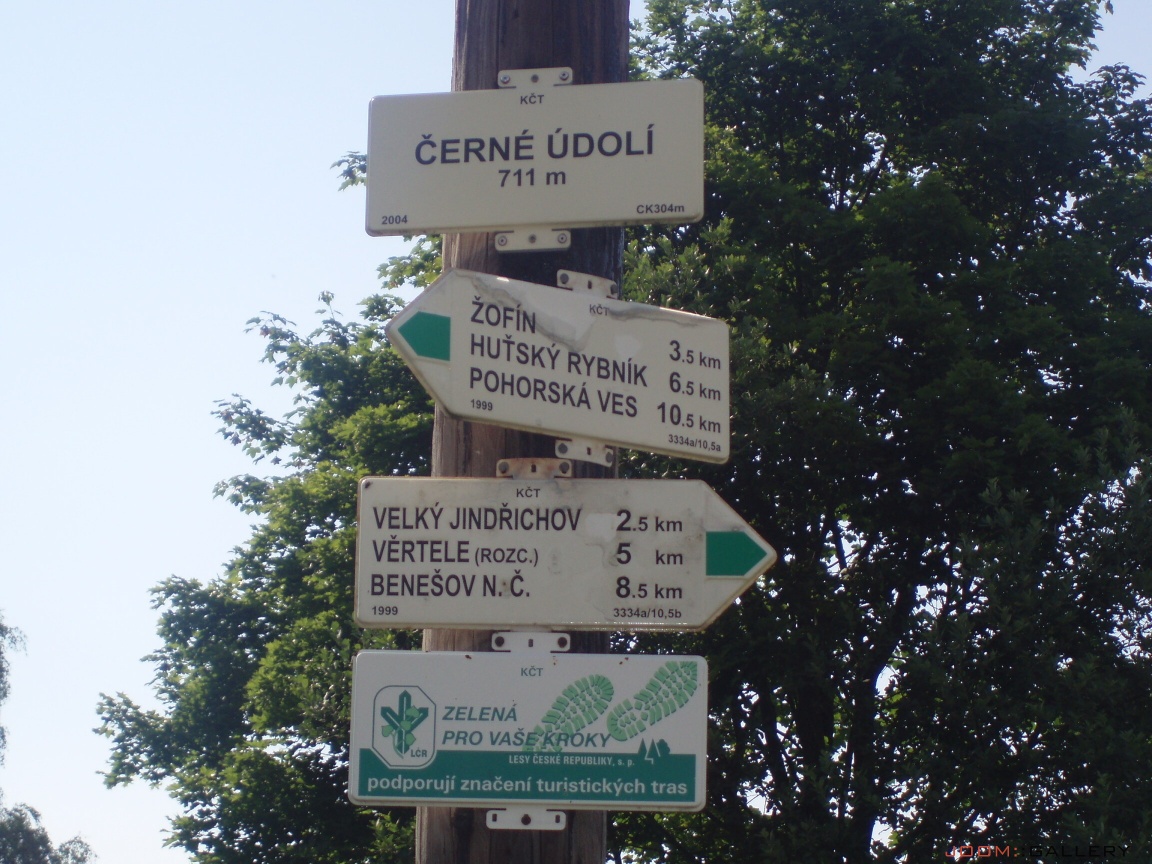 KČT
ČERNÉ ÚDOLÍ
711 m
2004 CK304m
KČT
ŽOFÍN 3.5 km
HUŤSKÝ RYBNÍK 6.5 km
POHORSKÁ VES 10.5 km
1999 3334a/10,5a
KČT
VELKÝ JINDŘICHOV 2.5 km
VĚRTELE (ROZC.) 5 km
BENEŠOV N. Č. 8.5 km
1999 3334a/10,5b
KČT
ZELENÁ
PRO VAŠE KROKY
LČR
LESY ČESKÉ REPUBLIKY, s. p.
podporují značení turistických tras
JOOM::GALLERY